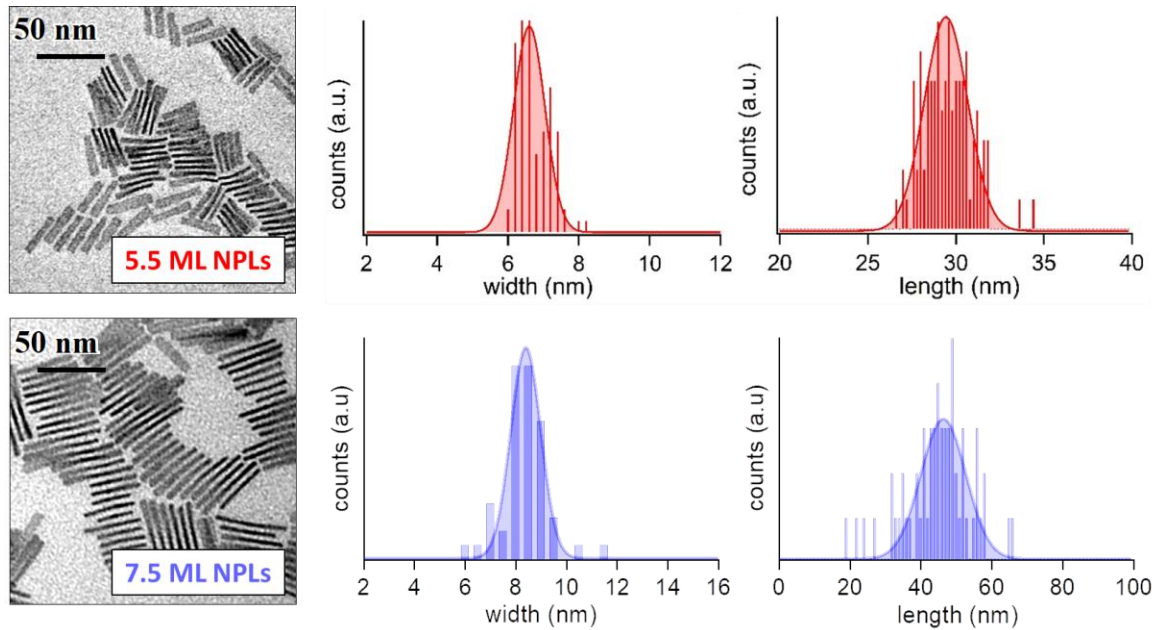 50 nm
5.5 ML NPLs
counts (a.u.)
2 4 6 8 10 12
width (nm)
counts (a.u.)
20 25 30 35 40
length (nm)
50 nm
7.5 ML NPLs
counts (a.u)
2 4 6 8 10 12 14 16
width (nm)
counts (a.u)
0 20 40 60 80 100
length (nm)